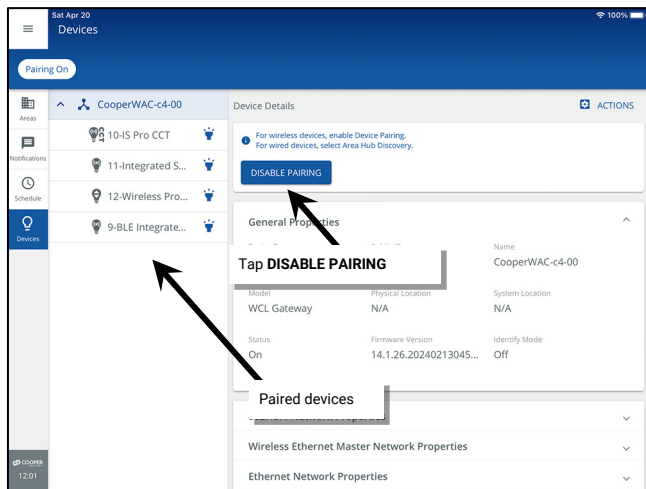 Sat Apr 20
100%
Devices
Pairing On
Areas
Notifications
Schedule
Devices
COOPER
12:01
CooperWAC-c4-00
10-IS Pro CCT
11-Integrated S...
12-Wireless Pro...
9-BLE Integrate...
Device Details
ACTIONS
For wireless devices, enable Device Pairing.
For wired devices, select Area Hub Discovery.
DISABLE PAIRING
General Properties
Tap DISABLE PAIRING
Name
CooperWAC-c4-00
Model
Physical Location
System Location
WCL Gateway
N/A
N/A
Status
Firmware Version
Identify Mode
On
14.1.26.20240213045...
Off
Paired devices
Wireless Ethernet Master Network Properties
Ethernet Network Properties